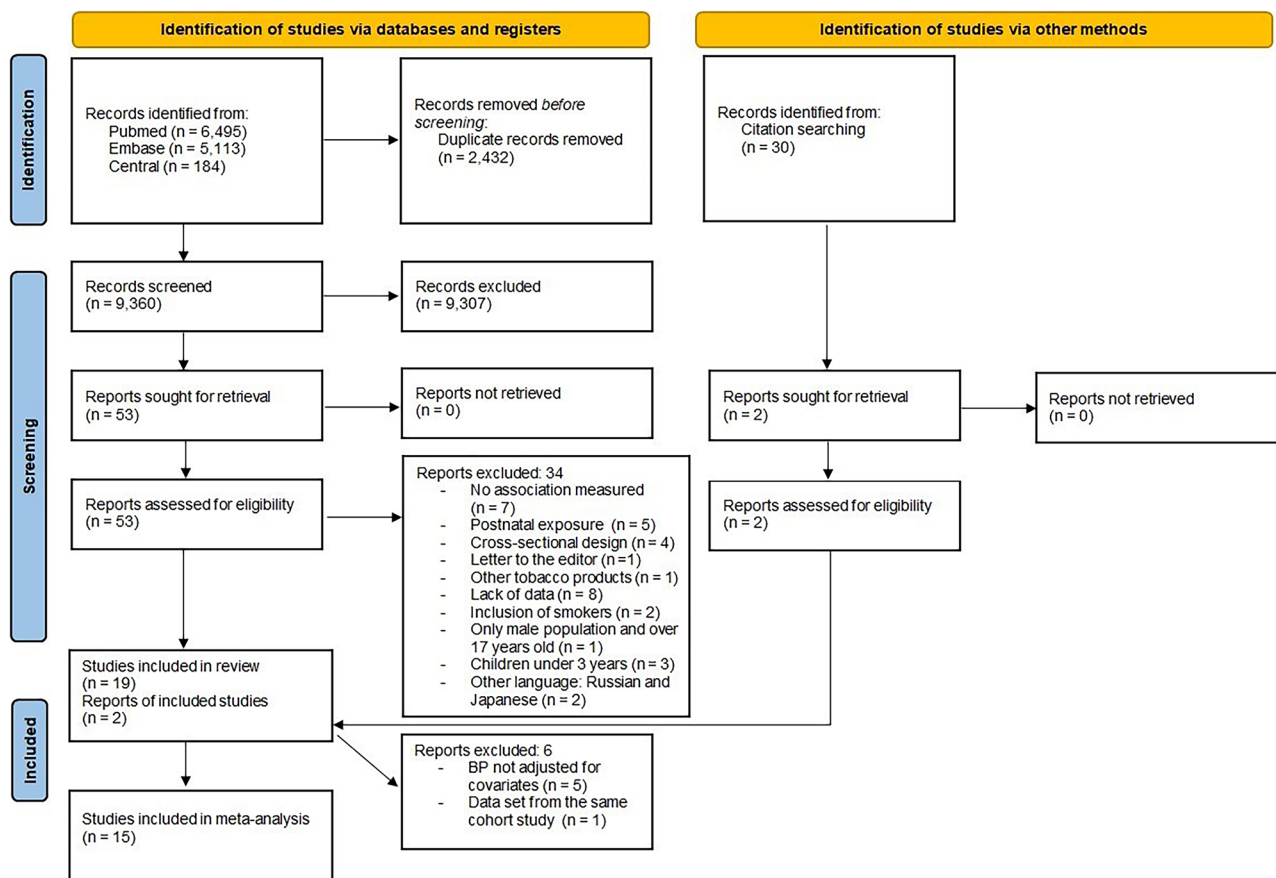 Identification of studies via databases and registers
Identification of studies via other methods
Identification
Records identified from:
Pubmed (n = 6,495)
Embase (n = 5,113)
Central (n = 184)
Records removed before
screening:
Duplicate records removed
(n = 2,432)
Records identified from:
Citation searching
(n = 30)
Screening
Records screened
(n = 9,360)
Records excluded
(n = 9,307)
Reports sought for retrieval
(n = 53)
Reports not retrieved
(n = 0)
Reports sought for retrieval
(n = 2)
Reports not retrieved
(n = 0)
Reports assessed for eligibility
(n = 53)
Reports excluded: 34
- No association measured
(n = 7)
- Postnatal exposure (n = 5)
- Cross-sectional design (n = 4)
- Letter to the editor (n =1)
- Other tobacco products (n = 1)
- Lack of data (n = 8)
- Inclusion of smokers (n = 2)
- Only male population and over
17 years old (n = 1)
- Children under 3 years (n = 3)
- Other language: Russian and
Japanese (n = 2)
Reports assessed for eligibility
(n = 2)
Included
Studies included in review
(n = 19)
Reports of included studies
(n = 2)
Reports excluded: 6
- BP not adjusted for
covariates (n = 5)
- Data set from the same
cohort study (n = 1)
Studies included in meta-analysis
(n = 15)